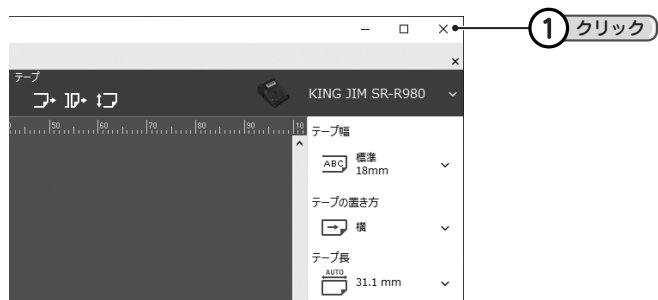 1 クリック
テープ
KING JIM SR-R980
50 60 70 80 90 10
テープ幅
ABC 標準
18mm
テープの置き方
横
テープ長
AUTO 31.1 mm